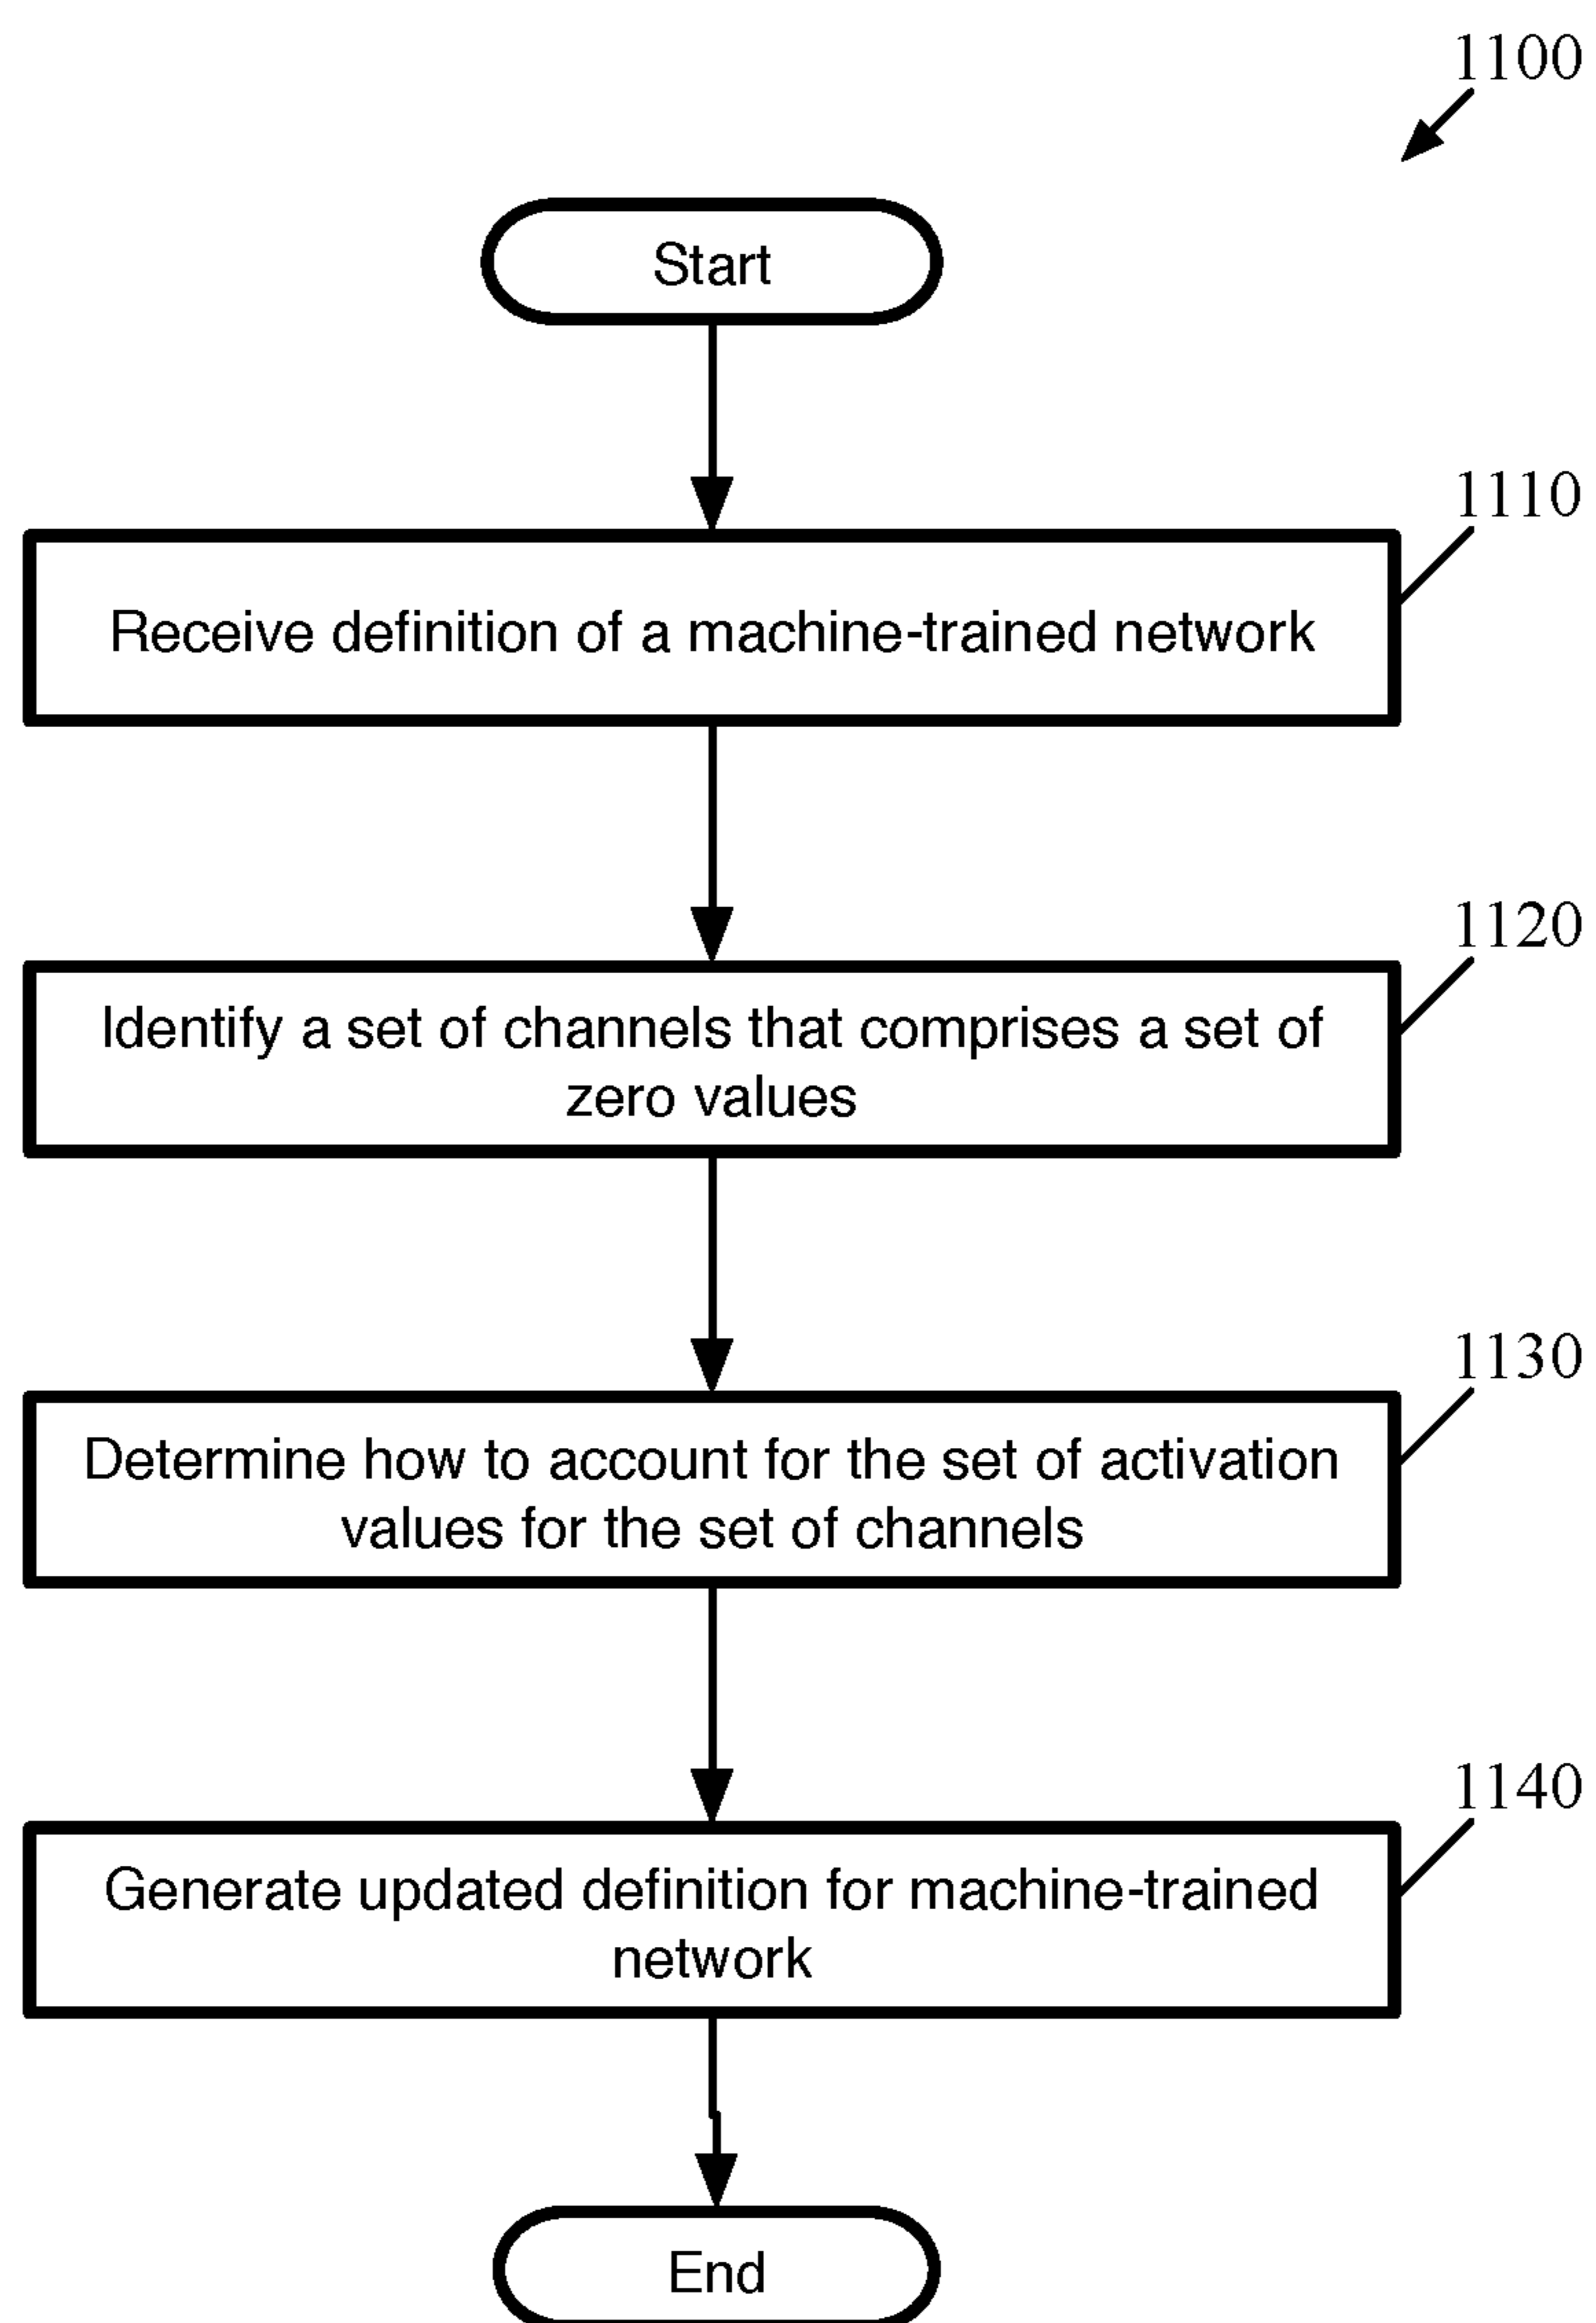 1100
Start
1110
Receive definition of a machine-trained network
1120
Identify a set of channels that comprises a set of
zero values
1130
Determine how to account for the set of activation
values for the set of channels
1140
Generate updated definition for machine-trained
network
End